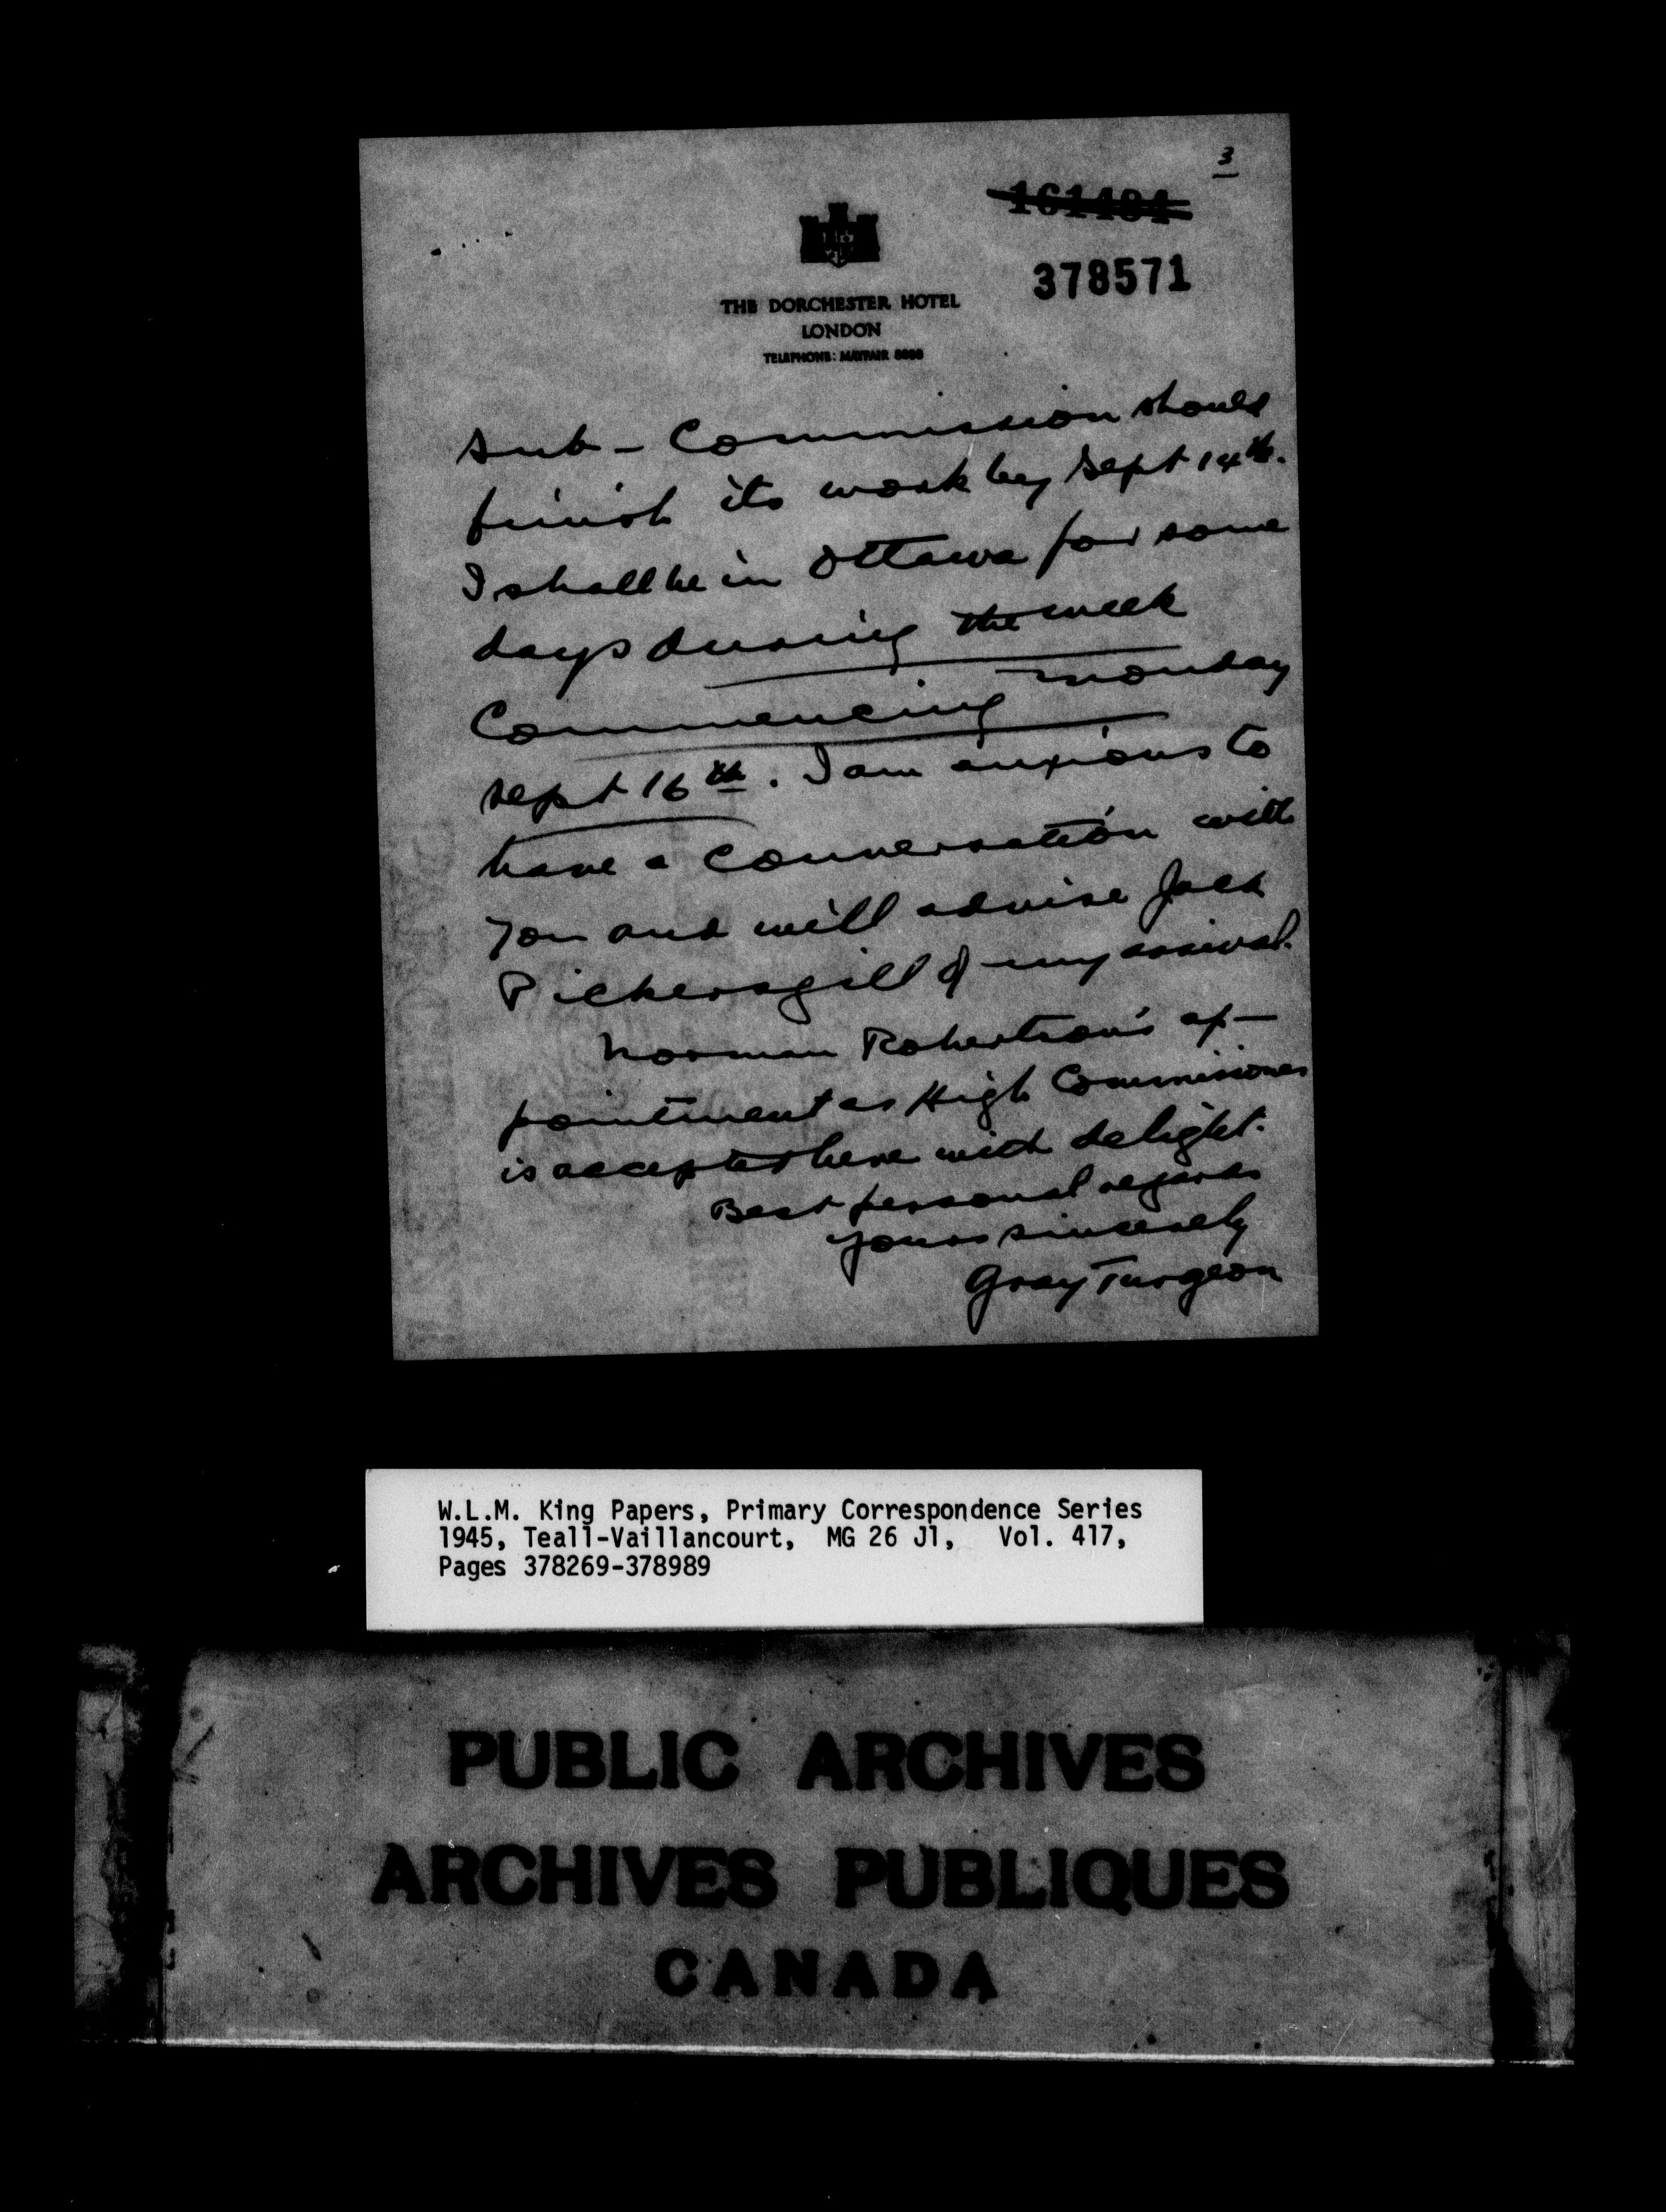 3
161484
378571
THE DORCHESTER HOTEL
LONDON
TELEPHONE: MAYFAIR 8888
Sub-Commission should
finish its work by Sept 14th.
I shall be in Ottawa for some
days during the week
Commencing Monday
Sept 16th. I am anxious to
have a conversation with
you and will advise Jack
Pickersgill of my arrival.
Norman Robertson's ap-
pointment as High Commissioner
is accepted here with delight.
Best personal regards
Yours sincerely
Gray Turgeon
W.L.M. King Papers, Primary Correspondence Series
1945, Teall-Vaillancourt, MG 26 J1, Vol. 417,
Pages 378269-378989
PUBLIC ARCHIVES
ARCHIVES PUBLIQUES
CANADA